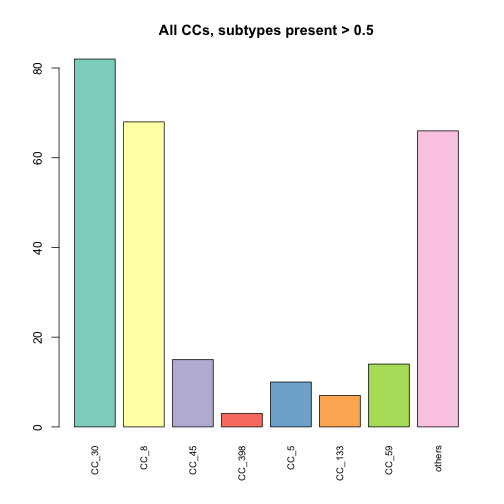 All CCs, subtypes present > 0.5
80
60
40
20
0
CC_30
CC_8
CC_45
CC_398
CC_5
CC_133
CC_59
others